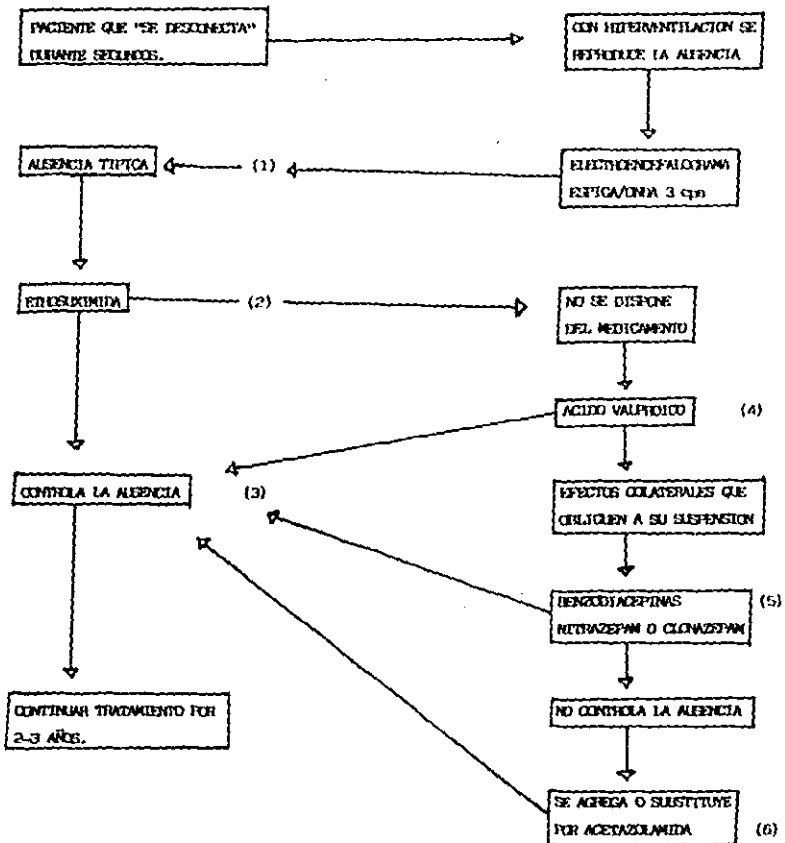 PACIENTE QUE "SE DESCONECTA"
DURANTE SEGUNDOS.
CON HIPERVENTILACION SE
REPRODUCE LA AUSENCIA
AUSENCIA TIPICA
(1)
ELECTROENCEFALOGRAMA
ESPIGA/ONDA 3 cps
ETHOSUXIMIDA
(2)
NO SE DISPONE
DEL MEDICAMENTO
ACIDO VALPROICO
(4)
CONTROLA LA AUSENCIA
(3)
EFECTOS COLATERALES QUE
OBLIGUEN A SU SUSPENSION
BENZODIACEPINAS
(5)
NITRAZEPAM O CLONAZEPAM
CONTINUAR TRATAMIENTO POR
2-3 AÑOS.
NO CONTROLA LA AUSENCIA
SE AGREGA O SUBSTITUYE
POR ACETAZOLAMIDA
(6)